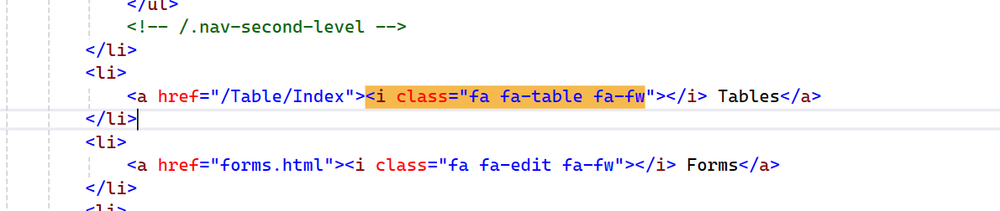 </ul>
<!-- /.nav-second-level -->
</li>
<li>
<a href="/Table/Index"><i class="fa fa-table fa-fw"></i> Tables</a>
</li>
<li>
<a href="forms.html"><i class="fa fa-edit fa-fw"></i> Forms</a>
</li>
<li>